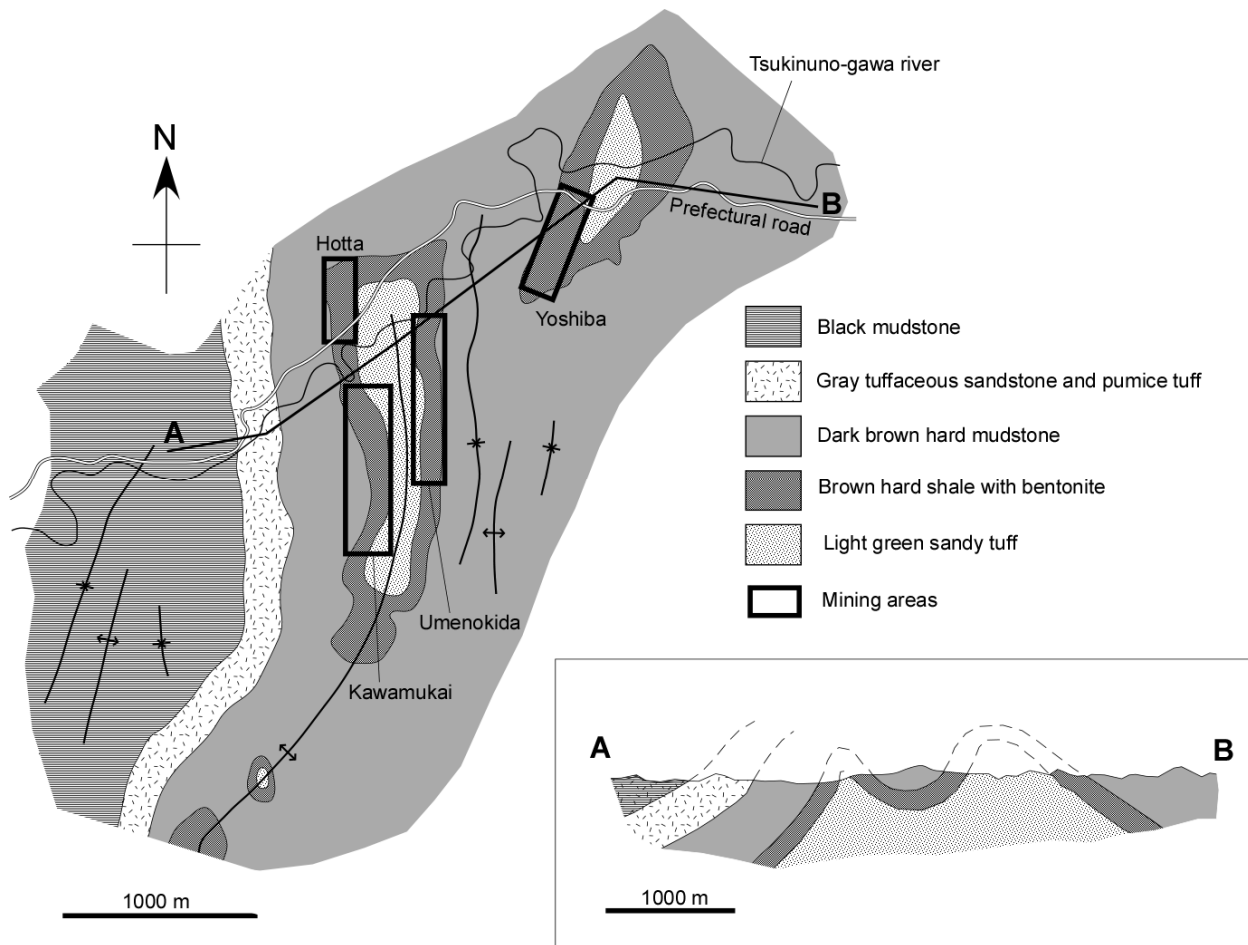 Tsukinuno-gawa river
N
B
Prefectural road
Hotta
Yoshiba
A
Black mudstone
Gray tuffaceous sandstone and pumice tuff
Dark brown hard mudstone
Brown hard shale with bentonite
Light green sandy tuff
Mining areas
Umenokida
Kawamukai
1000 m
A
B
1000 m